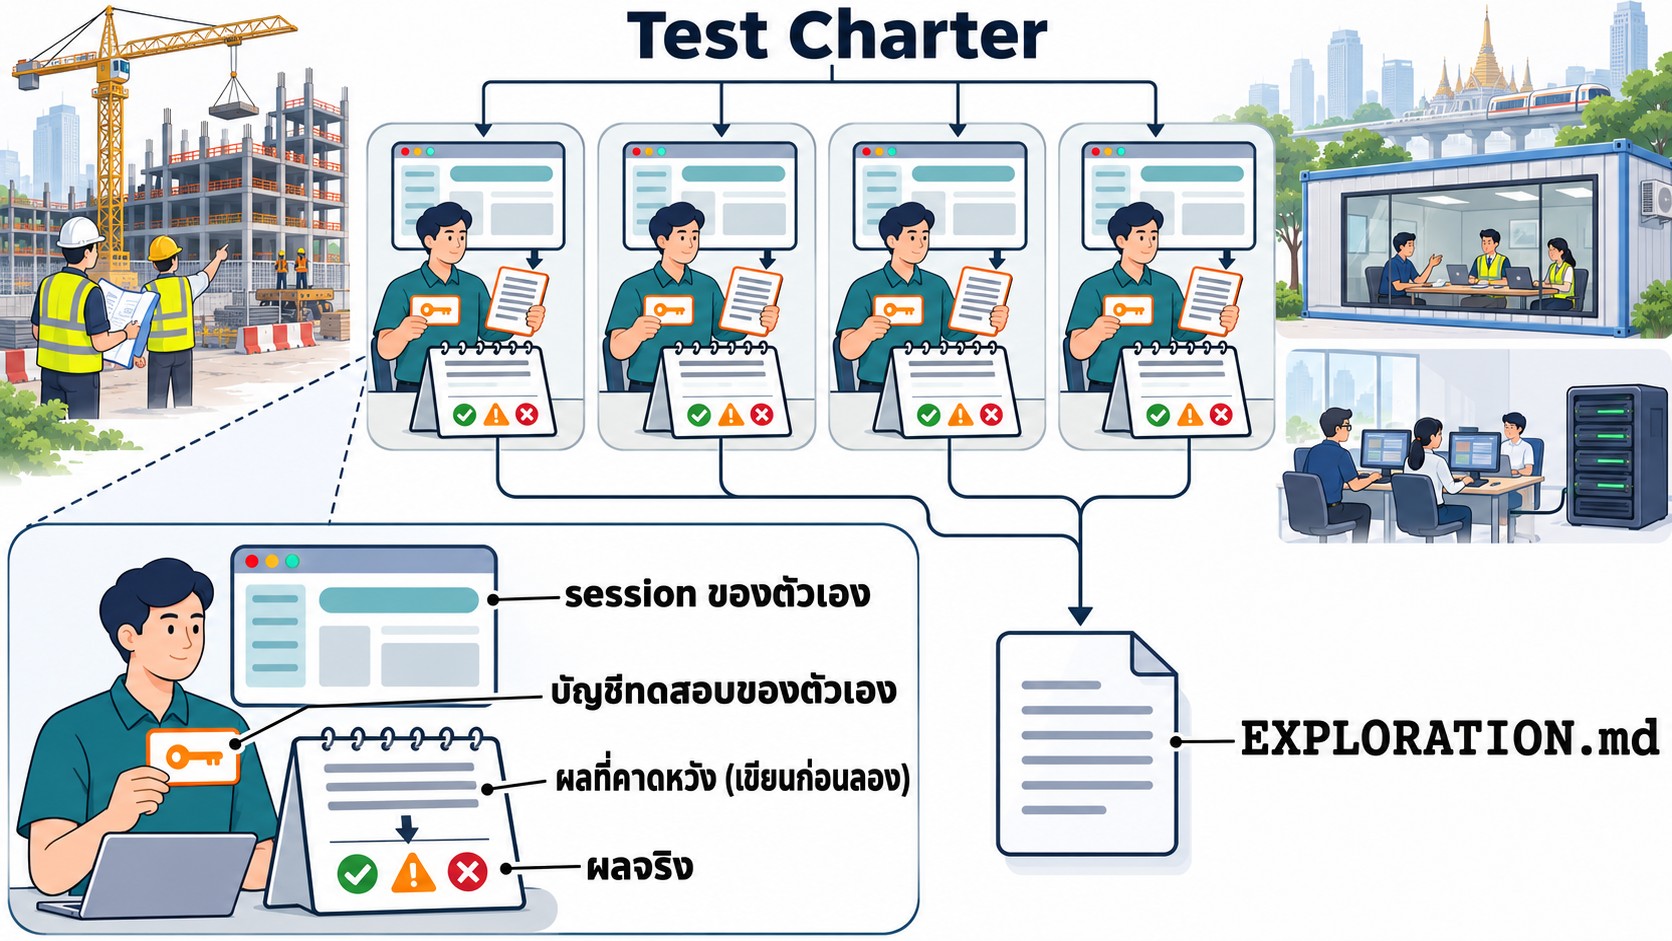 Test Charter
session ของตัวเอง
บัญชีทดสอบของตัวเอง
ผลที่คาดหวัง (เขียนก่อนลอง)
ผลจริง
EXPLORATION.md